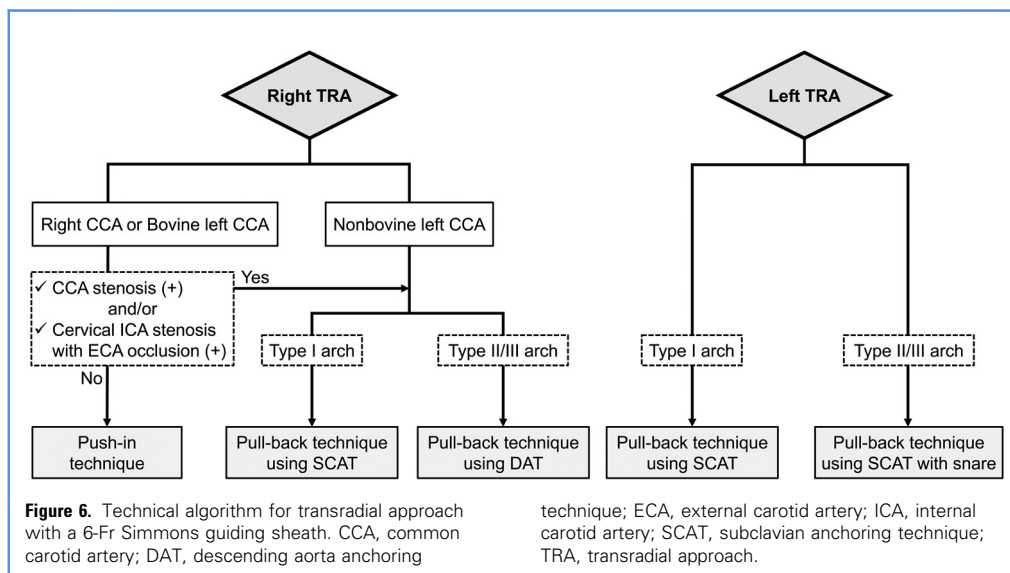 Right TRA
Left TRA
Right CCA or Bovine left CCA
Nonbovine left CCA
✓ CCA stenosis (+)
and/or
✓ Cervical ICA stenosis
with ECA occlusion (+)
Yes
No
Type I arch
Type II/III arch
Type I arch
Type II/III arch
Push-in
technique
Pull-back technique
using SCAT
Pull-back technique
using DAT
Pull-back technique
using SCAT
Pull-back technique
using SCAT with snare
Figure 6. Technical algorithm for transradial approach
with a 6-Fr Simmons guiding sheath. CCA, common
carotid artery; DAT, descending aorta anchoring
technique; ECA, external carotid artery; ICA, internal
carotid artery; SCAT, subclavian anchoring technique;
TRA, transradial approach.